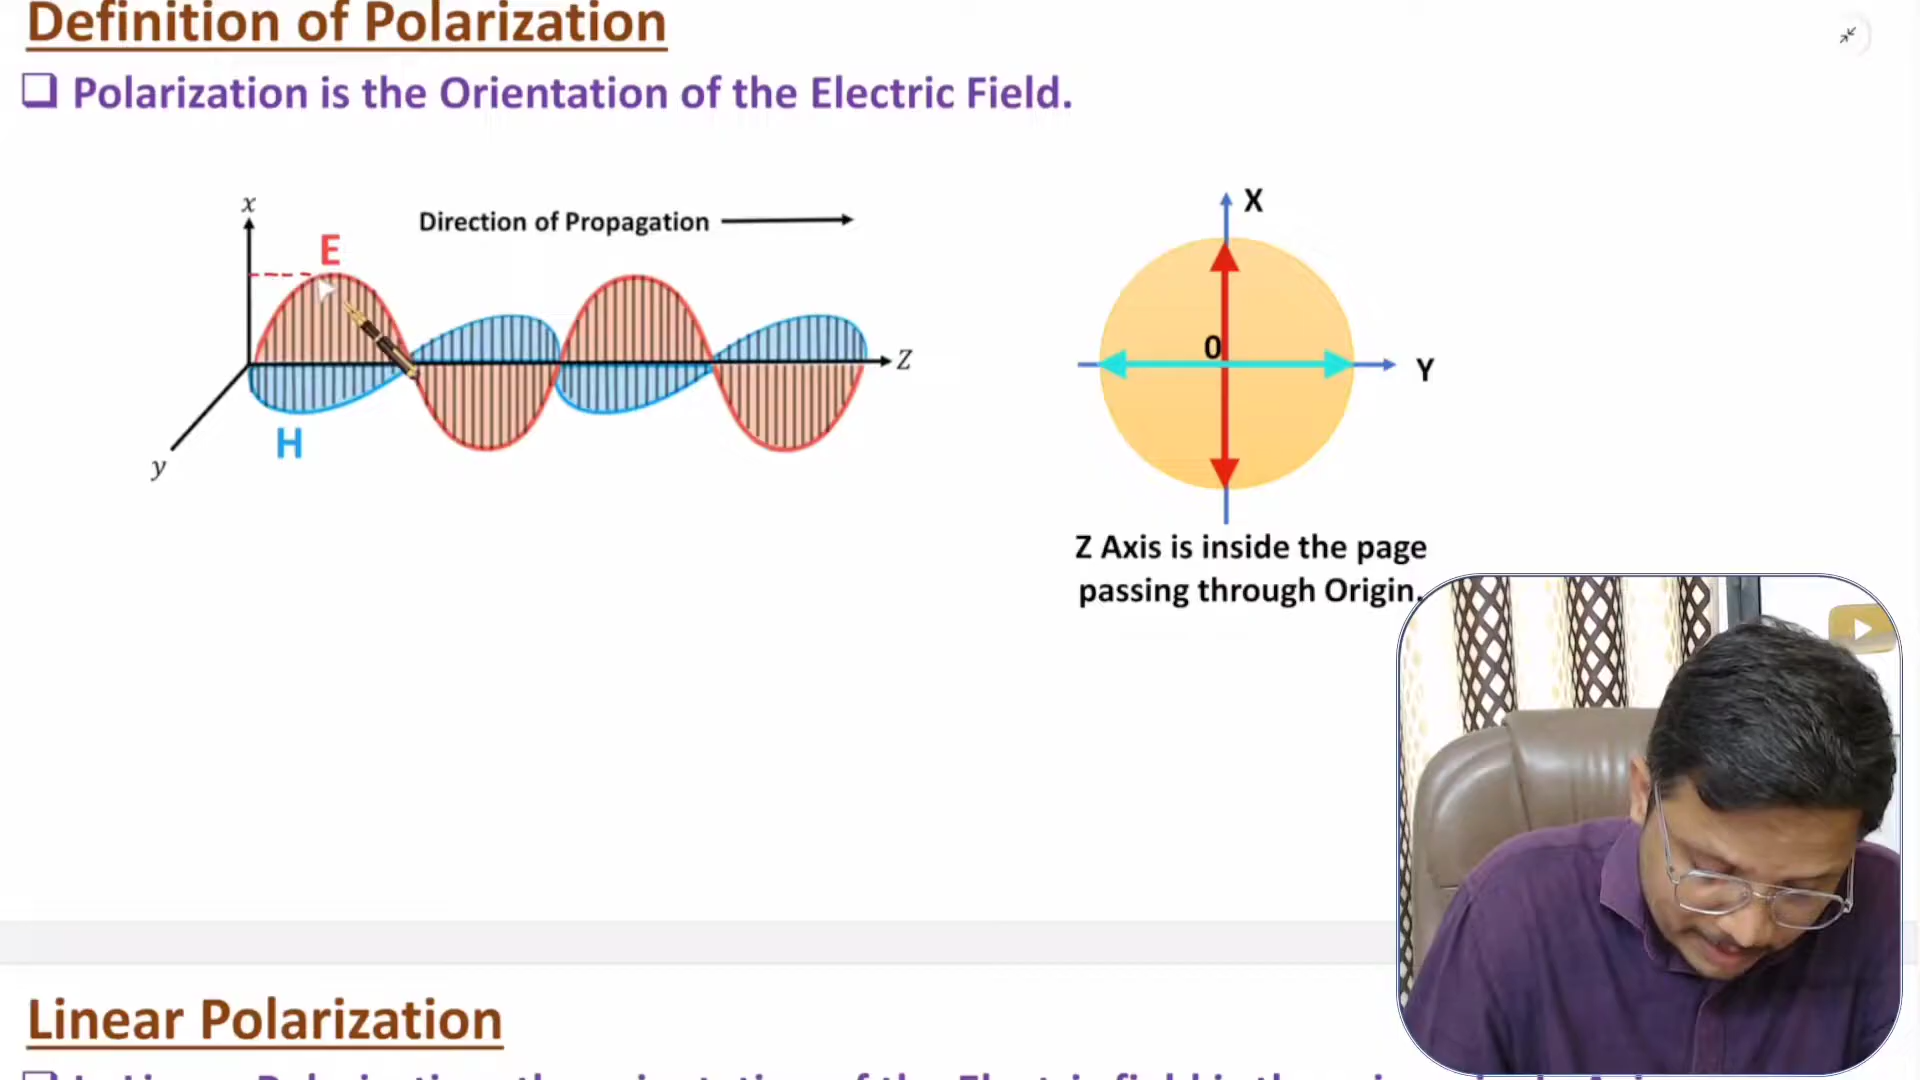 Definition of Polarization
Polarization is the Orientation of the Electric Field.
x
E
Direction of Propagation
Z
H
y
X
0
Y
Z Axis is inside the page
passing through Origin.
Linear Polarization